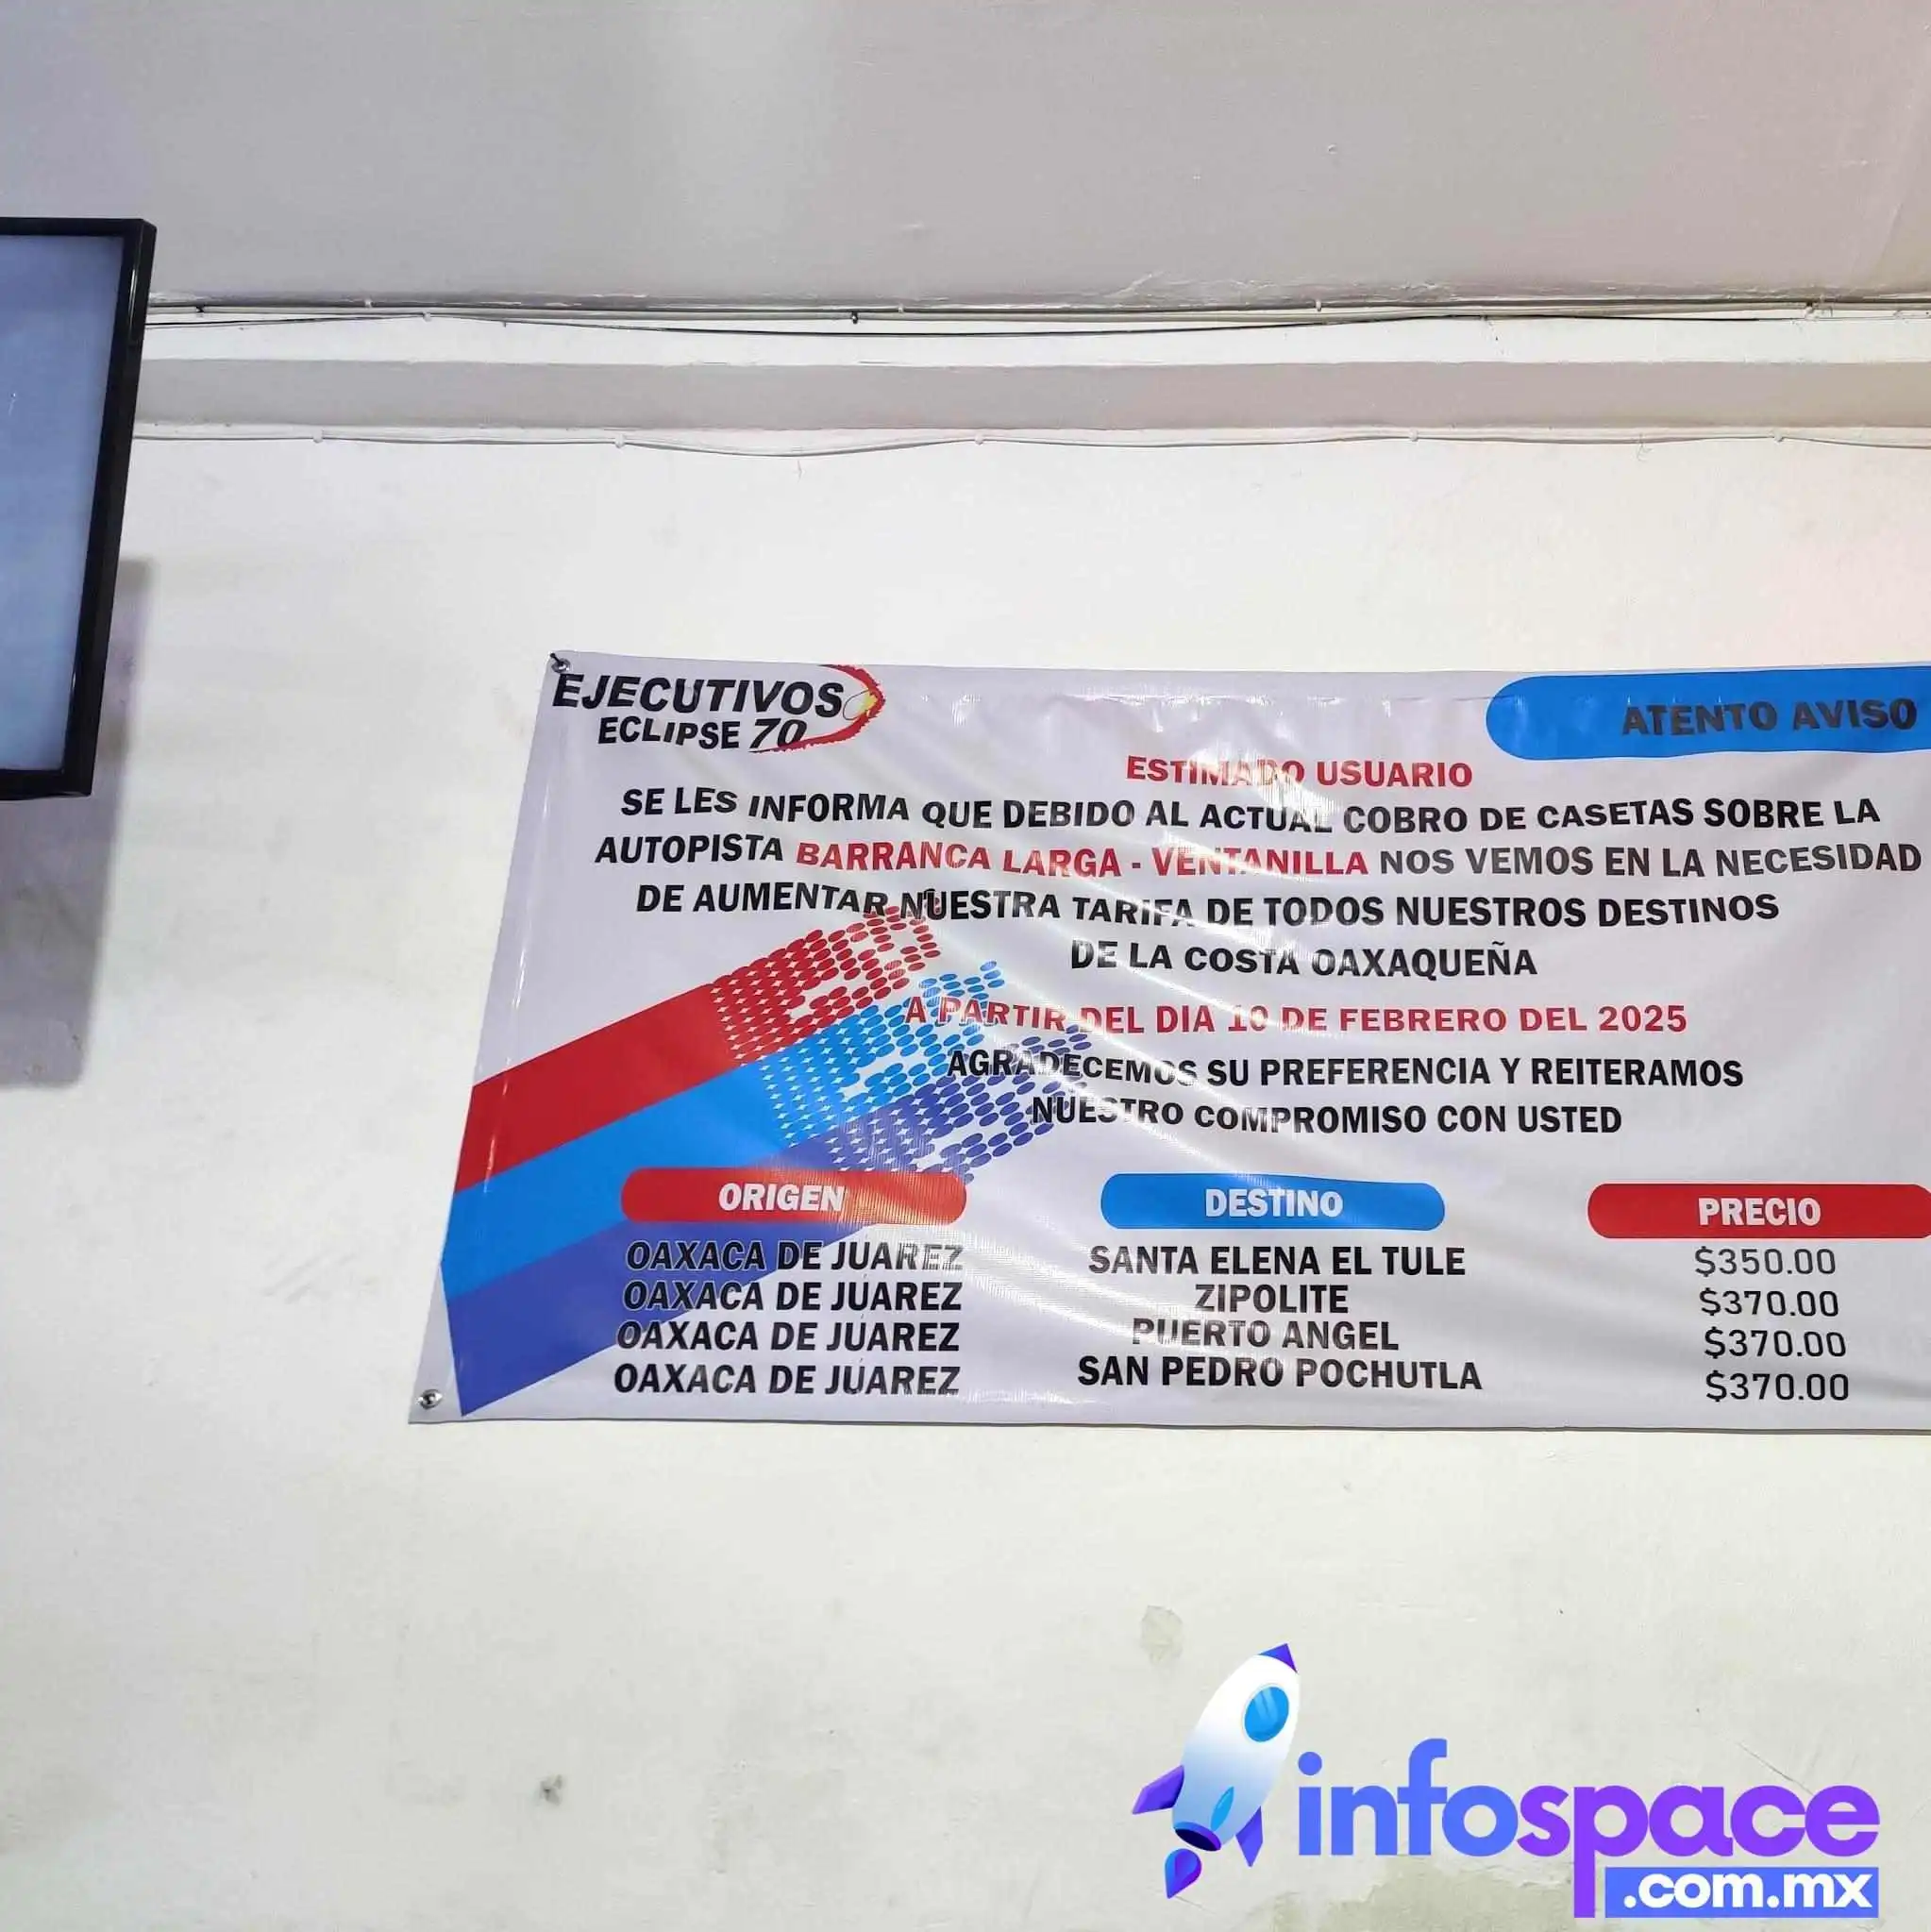 EJECUTIVOS
ECLIPSE 70
ATENTO AVISO
ESTIMADO USUARIO
SE LES INFORMA QUE DEBIDO AL ACTUAL COBRO DE CASETAS SOBRE LA
AUTOPISTA BARRANCA LARGA - VENTANILLA NOS VEMOS EN LA NECESIDAD
DE AUMENTAR NUESTRA TARIFA DE TODOS NUESTROS DESTINOS
DE LA COSTA OAXAQUEÑA
A PARTIR DEL DIA 10 DE FEBRERO DEL 2025
AGRADECEMOS SU PREFERENCIA Y REITERAMOS
NUESTRO COMPROMISO CON USTED
ORIGEN DESTINO PRECIO
OAXACA DE JUAREZ SANTA ELENA EL TULE $350.00
OAXACA DE JUAREZ ZIPOLITE $370.00
OAXACA DE JUAREZ PUERTO ANGEL $370.00
OAXACA DE JUAREZ SAN PEDRO POCHUTLA $370.00
infospace
.com.mx